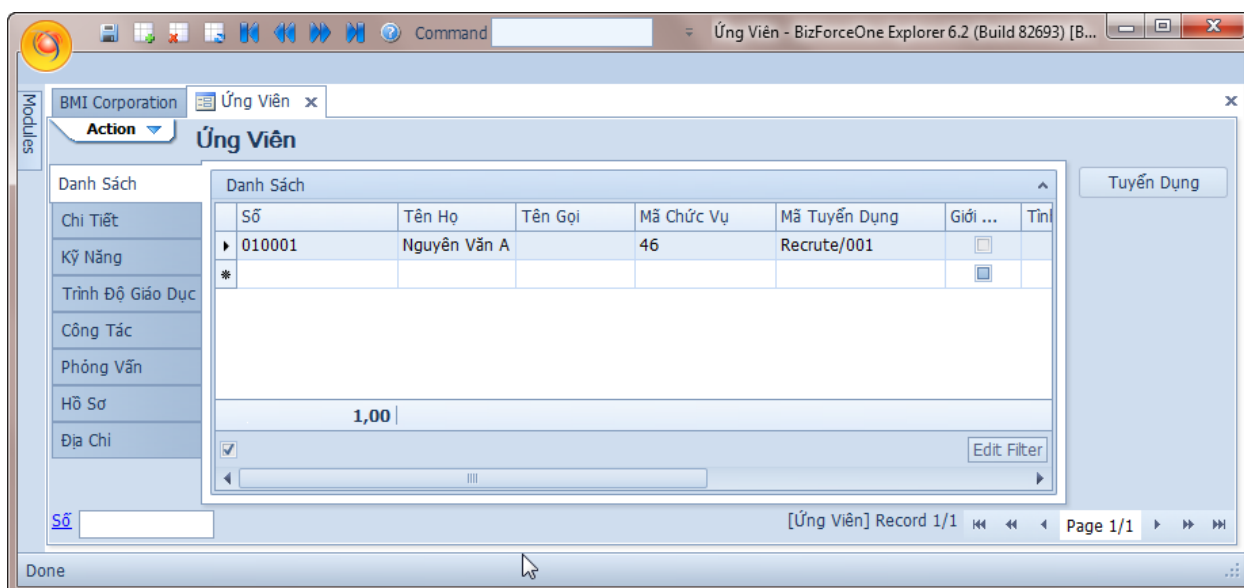 Command
Ứng Viên - BizForceOne Explorer 6.2 (Build 82693) [B...
Modules
BMI Corporation
Ứng Viên
Action
Ứng Viên
Danh Sách
Chi Tiết
Kỹ Năng
Trình Độ Giáo Dục
Công Tác
Phỏng Vấn
Hồ Sơ
Địa Chỉ
Danh Sách
Số Tên Họ Tên Gọi Mã Chức Vụ Mã Tuyển Dụng Giới ... Tìnl
010001 Nguyên Văn A 46 Recrute/001
1,00
Edit Filter
Tuyển Dụng
Số
[Ứng Viên] Record 1/1 Page 1/1
Done